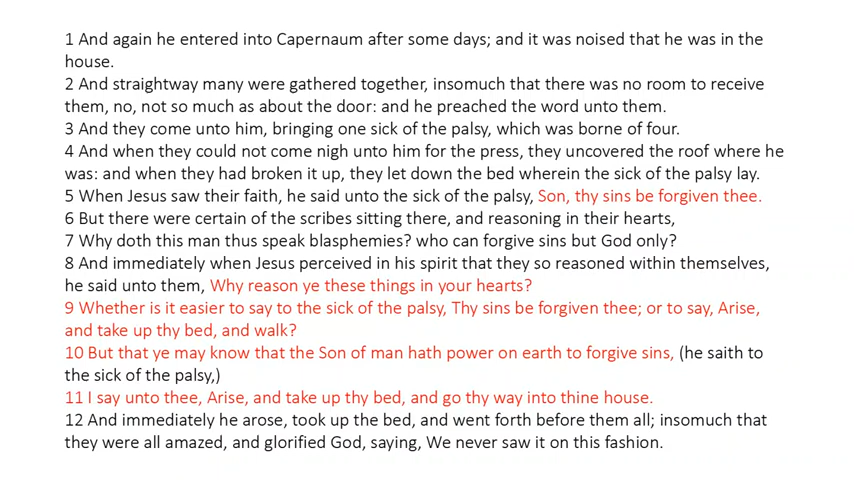 1 And again he entered into Capernaum after some days; and it was noised that he was in the
house.
2 And straightway many were gathered together, insomuch that there was no room to receive
them, no, not so much as about the door: and he preached the word unto them.
3 And they come unto him, bringing one sick of the palsy, which was borne of four.
4 And when they could not come nigh unto him for the press, they uncovered the roof where he
was: and when they had broken it up, they let down the bed wherein the sick of the palsy lay.
5 When Jesus saw their faith, he said unto the sick of the palsy, Son, thy sins be forgiven thee.
6 But there were certain of the scribes sitting there, and reasoning in their hearts,
7 Why doth this man thus speak blasphemies? who can forgive sins but God only?
8 And immediately when Jesus perceived in his spirit that they so reasoned within themselves,
he said unto them, Why reason ye these things in your hearts?
9 Whether is it easier to say to the sick of the palsy, Thy sins be forgiven thee; or to say, Arise,
and take up thy bed, and walk?
10 But that ye may know that the Son of man hath power on earth to forgive sins, (he saith to
the sick of the palsy,)
11 I say unto thee, Arise, and take up thy bed, and go thy way into thine house.
12 And immediately he arose, took up the bed, and went forth before them all; insomuch that
they were all amazed, and glorified God, saying, We never saw it on this fashion.